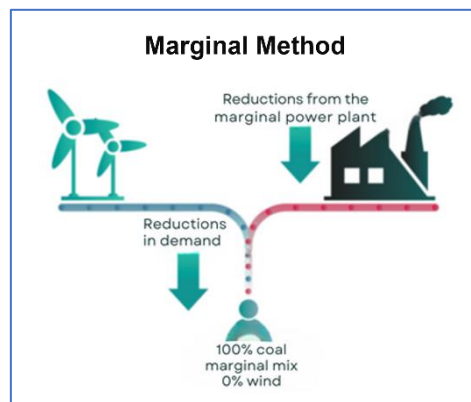 Marginal Method
Reductions from the
marginal power plant
Reductions
in demand
100% coal
marginal mix
0% wind